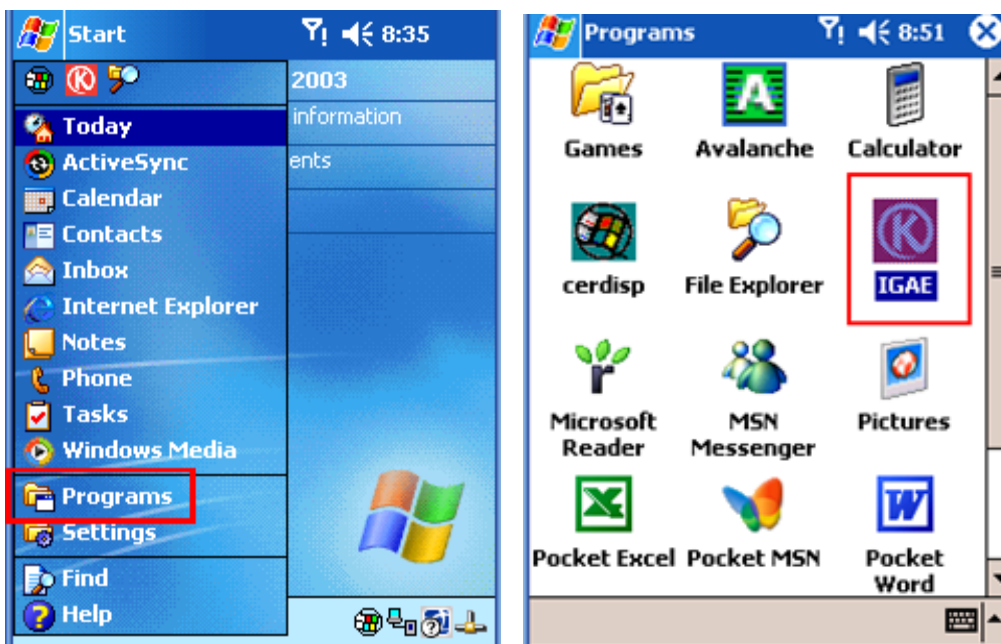 Start 8:35
2003
Today
information
ActiveSync
ents
Calendar
Contacts
Inbox
Internet Explorer
Notes
Phone
Tasks
Windows Media
Programs
Settings
Find
Help
Programs 8:51
Games Avalanche Calculator
cerdisp File Explorer IGAE
Microsoft Reader MSN Messenger Pictures
Pocket Excel Pocket MSN Pocket Word